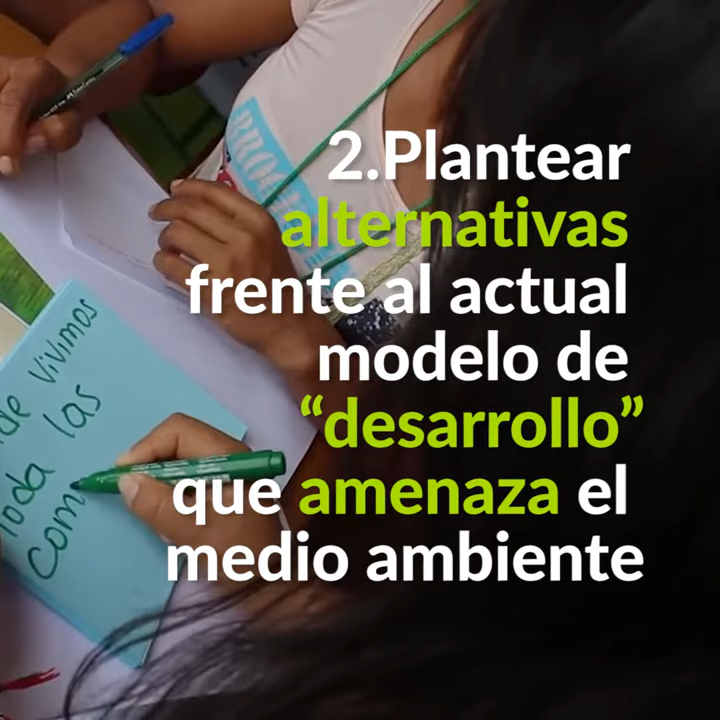 2.Plantear
alternativas
frente al actual
modelo de
“desarrollo”
que amenaza el
medio ambiente
de vivimos
toda las
com